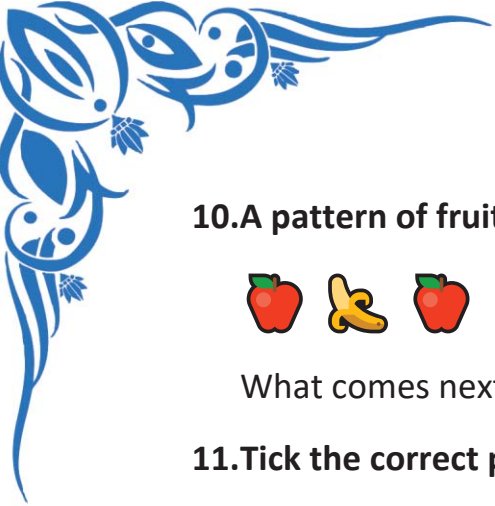 10.A pattern of fruit
What comes next
11.Tick the correct